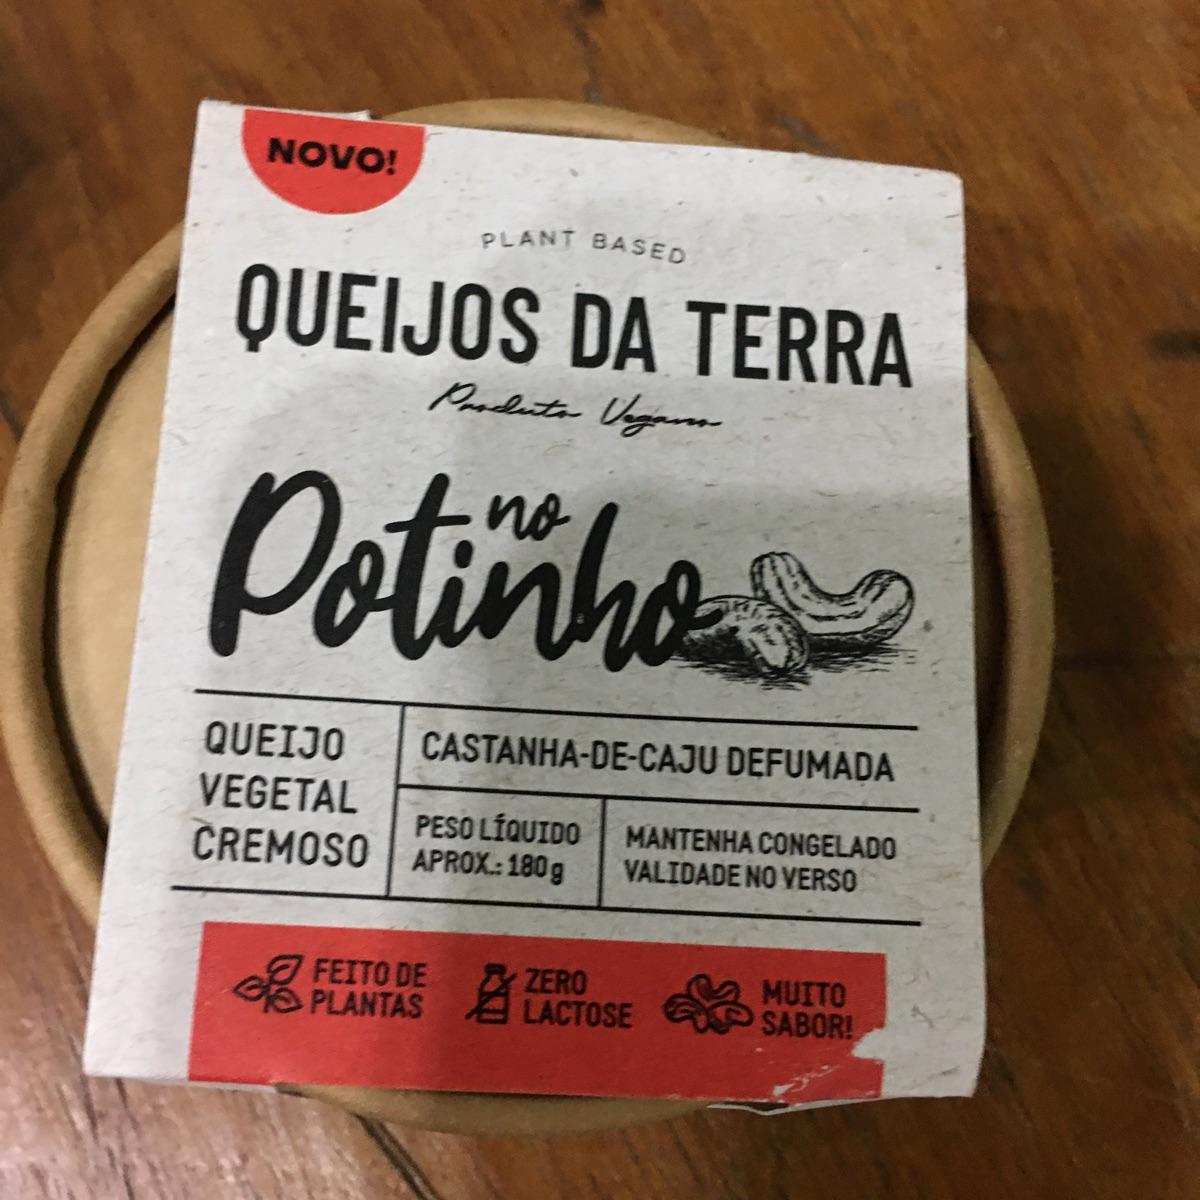 NOVO!
PLANT BASED
QUEIJOS DA TERRA
Produto Vegano
no
Potinho
QUEIJO
VEGETAL
CREMOSO
CASTANHA-DE-CAJU DEFUMADA
PESO LÍQUIDO
APROX.: 180g
MANTENHA CONGELADO
VALIDADE NO VERSO
FEITO DE
PLANTAS
ZERO
LACTOSE
MUITO
SABOR!